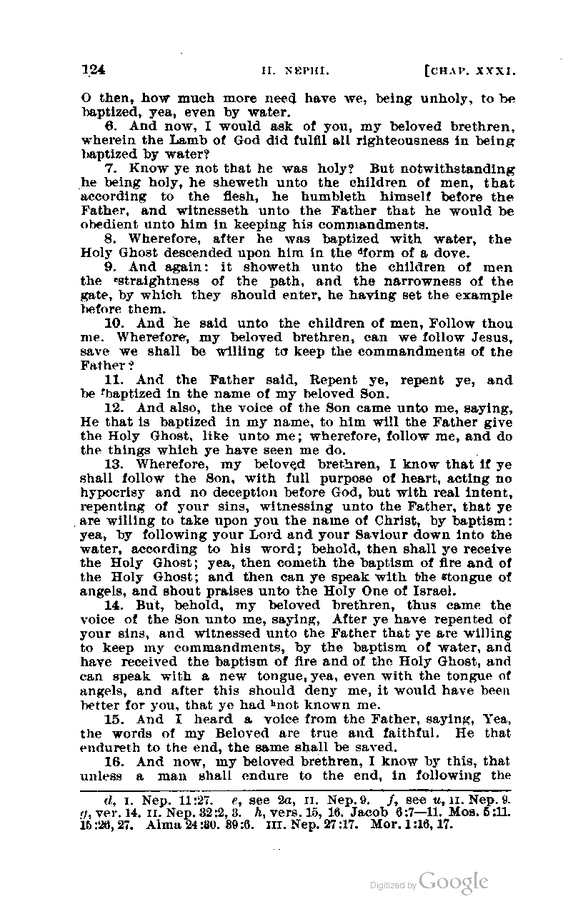 124 II. NEPHI. [CHAP. XXXI.
O then, how much more need have we, being unholy, to be
baptized, yea, even by water.
6. And now, I would ask of you, my beloved brethren,
wherein the Lamb of God did fulfil all righteousness in being
baptized by water?
7. Know ye not that he was holy? But notwithstanding
he being holy, he sheweth unto the children of men, that
according to the flesh, he humbleth himself before the
Father, and witnesseth unto the Father that he would be
obedient unto him in keeping his commandments.
8. Wherefore, after he was baptized with water, the
Holy Ghost descended upon him in the dform of a dove.
9. And again: it showeth unto the children of men
the estraightness of the path, and the narrowness of the
gate, by which they should enter, he having set the example
before them.
10. And he said unto the children of men, Follow thou
me. Wherefore, my beloved brethren, can we follow Jesus,
save we shall be willing to keep the commandments of the
Father?
11. And the Father said, Repent ye, repent ye, and
be fbaptized in the name of my beloved Son.
12. And also, the voice of the Son came unto me, saying,
He that is baptized in my name, to him will the Father give
the Holy Ghost, like unto me; wherefore, follow me, and do
the things which ye have seen me do.
13. Wherefore, my beloved brethren, I know that if ye
shall follow the Son, with full purpose of heart, acting no
hypocrisy and no deception before God, but with real intent,
repenting of your sins, witnessing unto the Father, that ye
are willing to take upon you the name of Christ, by baptism:
yea, by following your Lord and your Saviour down into the
water, according to his word; behold, then shall ye receive
the Holy Ghost; yea, then cometh the baptism of fire and of
the Holy Ghost; and then can ye speak with the gtongue of
angels, and shout praises unto the Holy One of Israel.
14. But, behold, my beloved brethren, thus came the
voice of the Son unto me, saying, After ye have repented of
your sins, and witnessed unto the Father that ye are willing
to keep my commandments, by the baptism of water, and
have received the baptism of fire and of the Holy Ghost, and
can speak with a new tongue, yea, even with the tongue of
angels, and after this should deny me, it would have been
better for you, that ye had hnot known me.
15. And I heard a voice from the Father, saying, Yea,
the words of my Beloved are true and faithful. He that
endureth to the end, the same shall be saved.
16. And now, my beloved brethren, I know by this, that
unless a man shall endure to the end, in following the
d, I. Nep. 11:27. e, see 2a, II. Nep. 9. f, see u, II. Nep. 9.
g, ver. 14. II. Nep. 32:2, 3. h, vers. 15, 16. Jacob 6:7—11. Mos. 5:11.
15:26, 27. Alma 24:30. 39:6. III. Nep. 27:17. Mor. 1:16, 17.
Digitized by Google